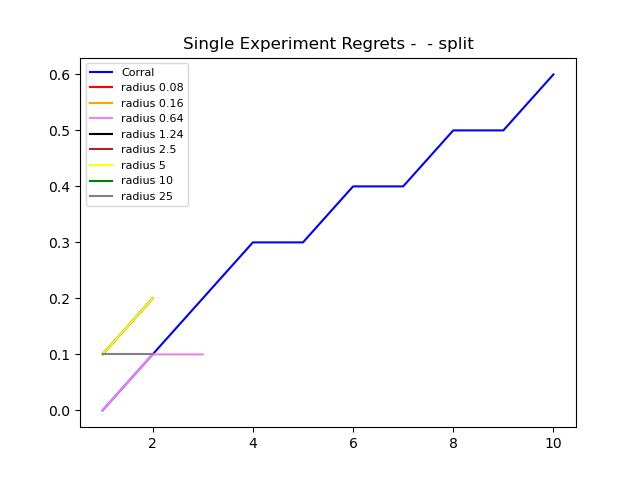 Single Experiment Regrets -  - split
Corral
radius 0.08
radius 0.16
radius 0.64
radius 1.24
radius 2.5
radius 5
radius 10
radius 25
0.6
0.5
0.4
0.3
0.2
0.1
0.0
2 4 6 8 10